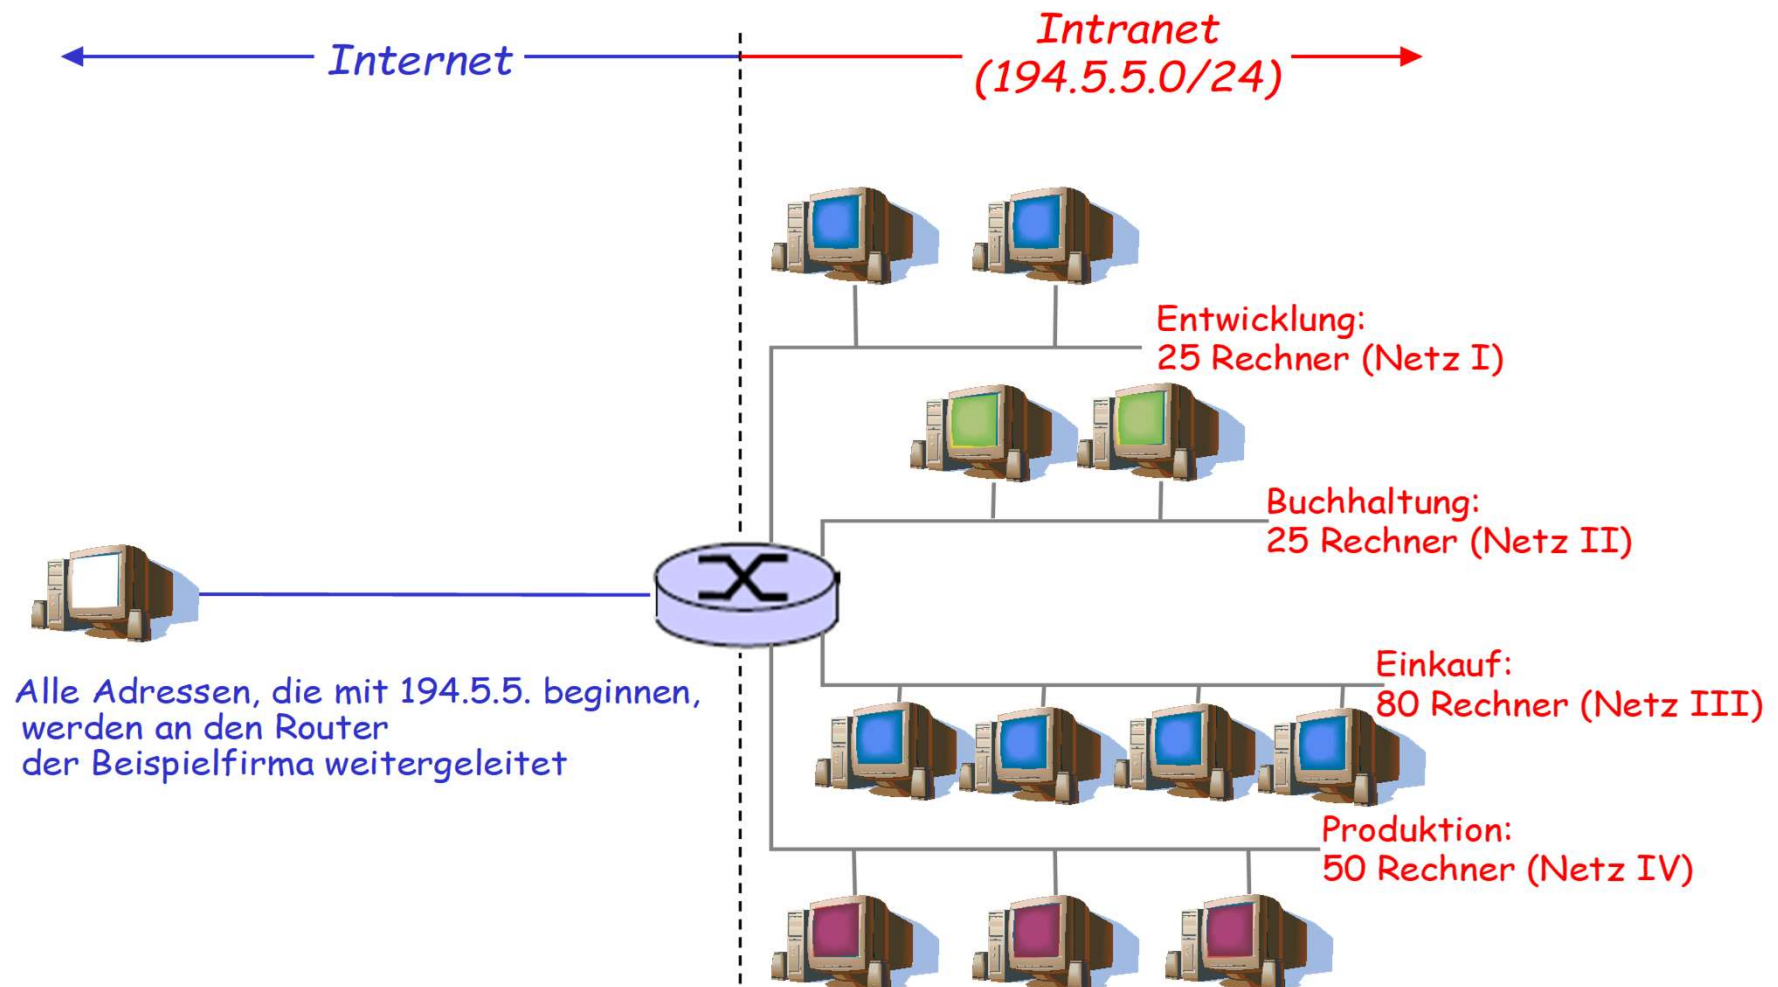 Internet
Intranet
(194.5.5.0/24)
Entwicklung:
25 Rechner (Netz I)
Buchhaltung:
25 Rechner (Netz II)
Alle Adressen, die mit 194.5.5. beginnen,
werden an den Router
der Beispielfirma weitergeleitet
Einkauf:
80 Rechner (Netz III)
Produktion:
50 Rechner (Netz IV)